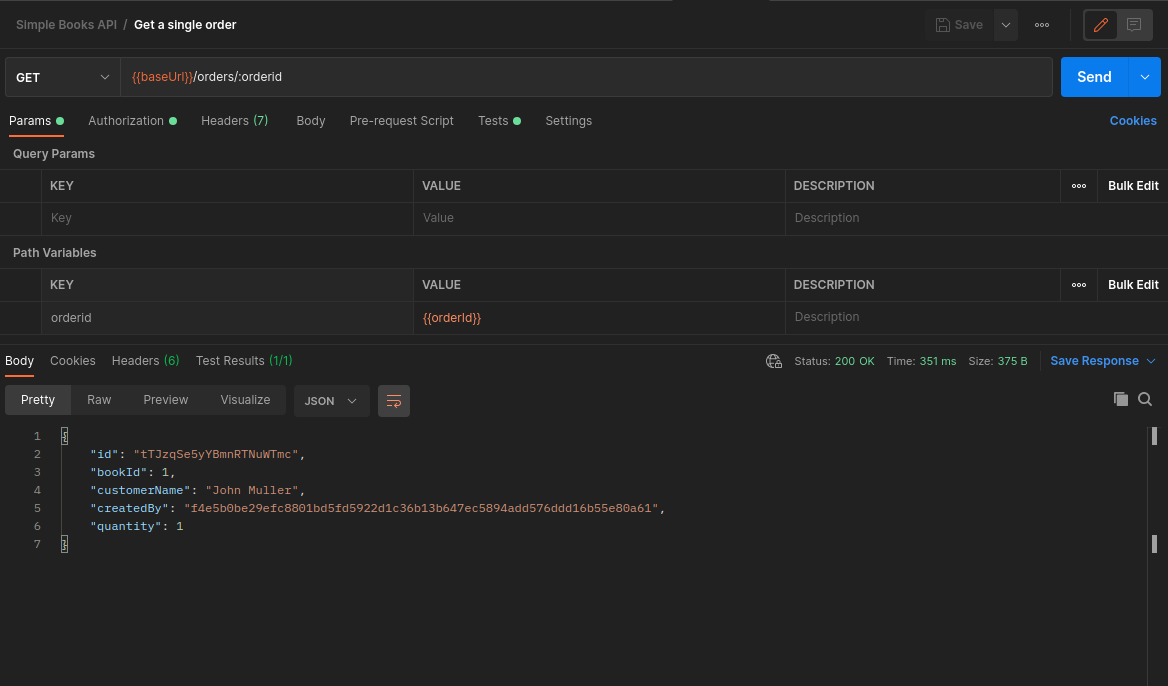 Simple Books API / Get a single order
Save
GET
{{baseUrl}}/orders/:orderid
Send
Params
Authorization
Headers (7)
Body
Pre-request Script
Tests
Settings
Cookies
Query Params
KEY VALUE DESCRIPTION Bulk Edit
Key Value Description
Path Variables
KEY VALUE DESCRIPTION Bulk Edit
orderid {{orderId}} Description
Body Cookies Headers (6) Test Results (1/1) Status: 200 OK Time: 351 ms Size: 375 B Save Response
Pretty Raw Preview Visualize JSON
1 {
2 "id": "tTJzqSe5yYBmnRTNuWTmc",
3 "bookId": 1,
4 "customerName": "John Muller",
5 "createdBy": "f4e5b0be29efc8801bd5fd5922d1c36b13b647ec5894add576ddd16b55e80a61",
6 "quantity": 1
7 }